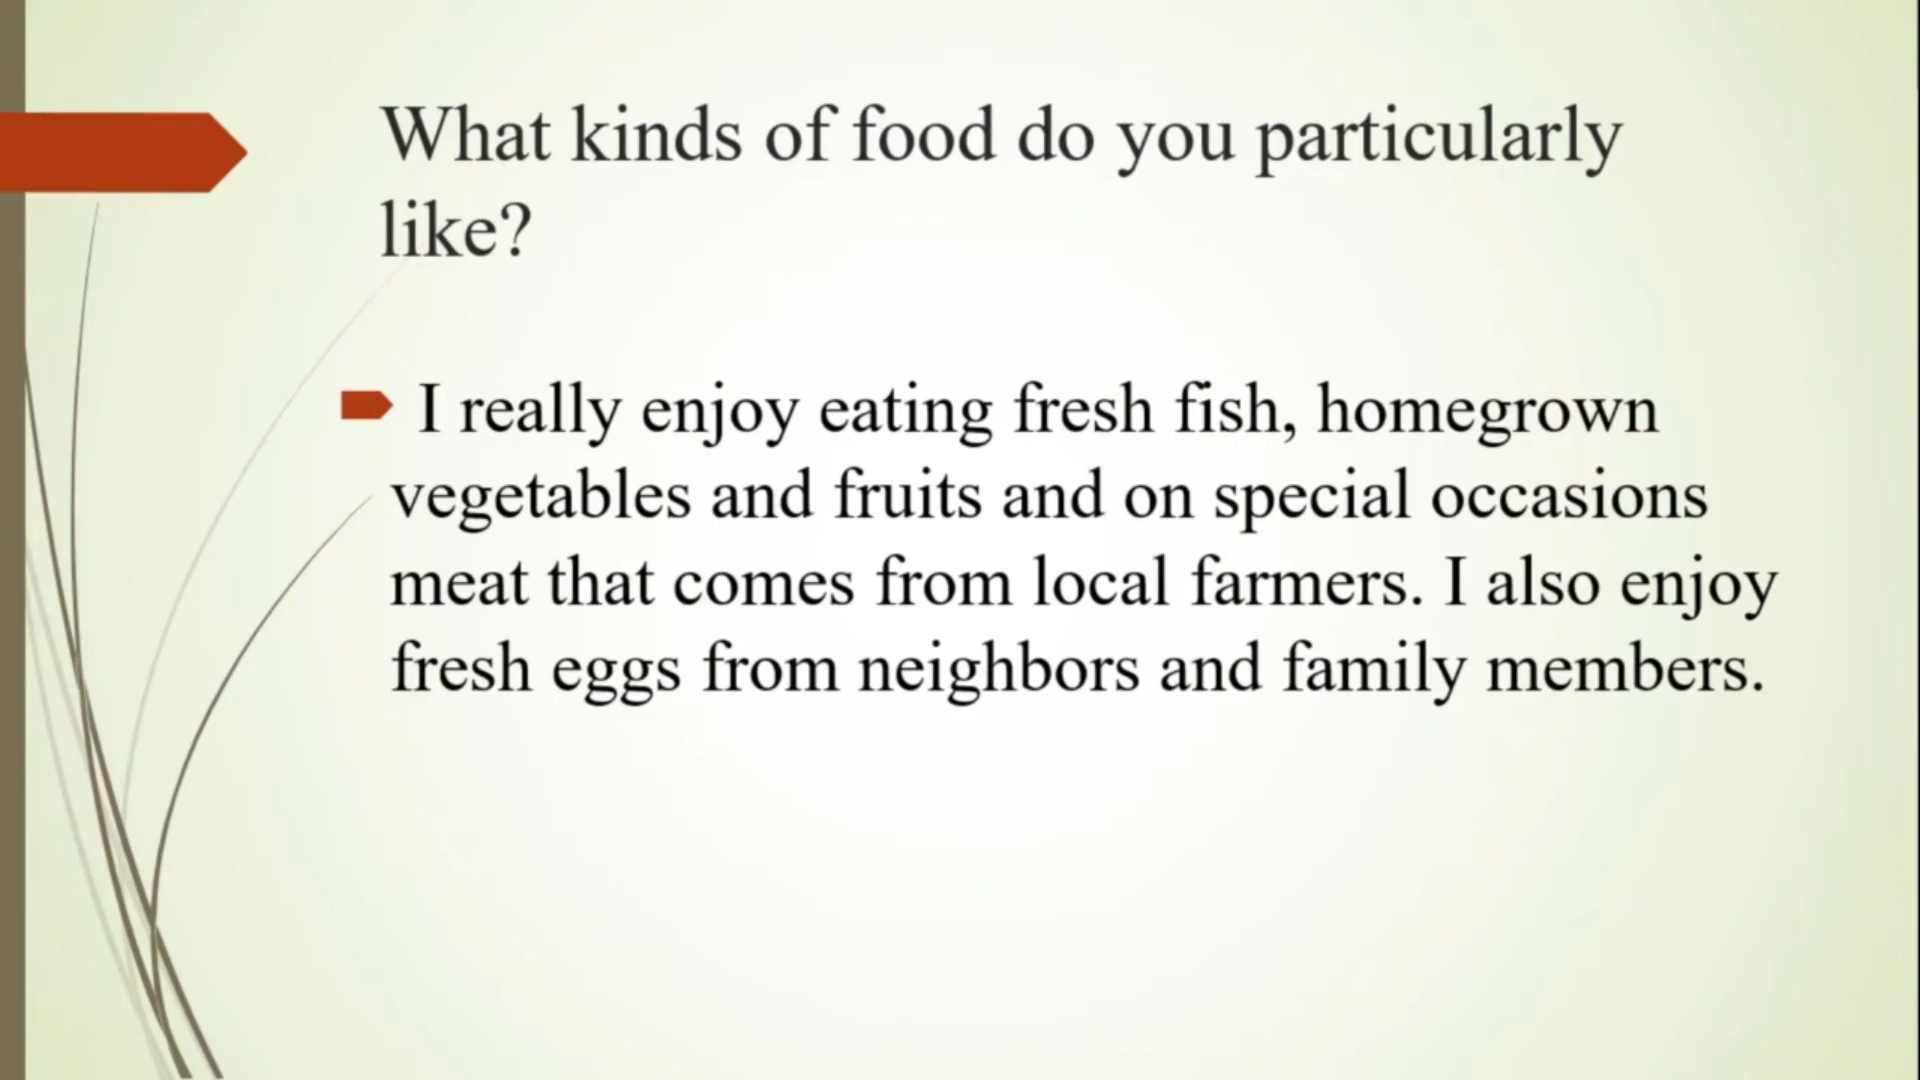 What kinds of food do you particularly
like?
I really enjoy eating fresh fish, homegrown
vegetables and fruits and on special occasions
meat that comes from local farmers. I also enjoy
fresh eggs from neighbors and family members.